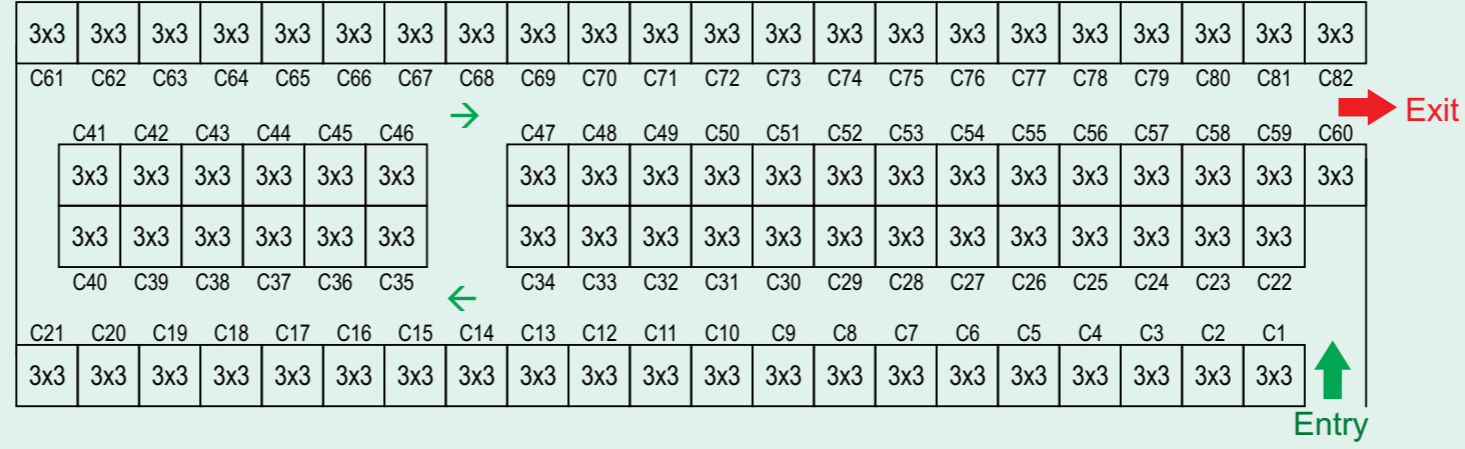 3x3 3x3 3x3 3x3 3x3 3x3 3x3 3x3 3x3 3x3 3x3 3x3 3x3 3x3 3x3 3x3 3x3 3x3 3x3 3x3 3x3 3x3
C61 C62 C63 C64 C65 C66 C67 C68 C69 C70 C71 C72 C73 C74 C75 C76 C77 C78 C79 C80 C81 C82
→ Exit
C41 C42 C43 C44 C45 C46 C47 C48 C49 C50 C51 C52 C53 C54 C55 C56 C57 C58 C59 C60
3x3 3x3 3x3 3x3 3x3 3x3 3x3 3x3 3x3 3x3 3x3 3x3 3x3 3x3 3x3 3x3 3x3 3x3 3x3 3x3
3x3 3x3 3x3 3x3 3x3 3x3 3x3 3x3 3x3 3x3 3x3 3x3 3x3 3x3 3x3 3x3 3x3 3x3 3x3
C40 C39 C38 C37 C36 C35 C34 C33 C32 C31 C30 C29 C28 C27 C26 C25 C24 C23 C22
←
C21 C20 C19 C18 C17 C16 C15 C14 C13 C12 C11 C10 C9 C8 C7 C6 C5 C4 C3 C2 C1
3x3 3x3 3x3 3x3 3x3 3x3 3x3 3x3 3x3 3x3 3x3 3x3 3x3 3x3 3x3 3x3 3x3 3x3 3x3 3x3 3x3
Entry